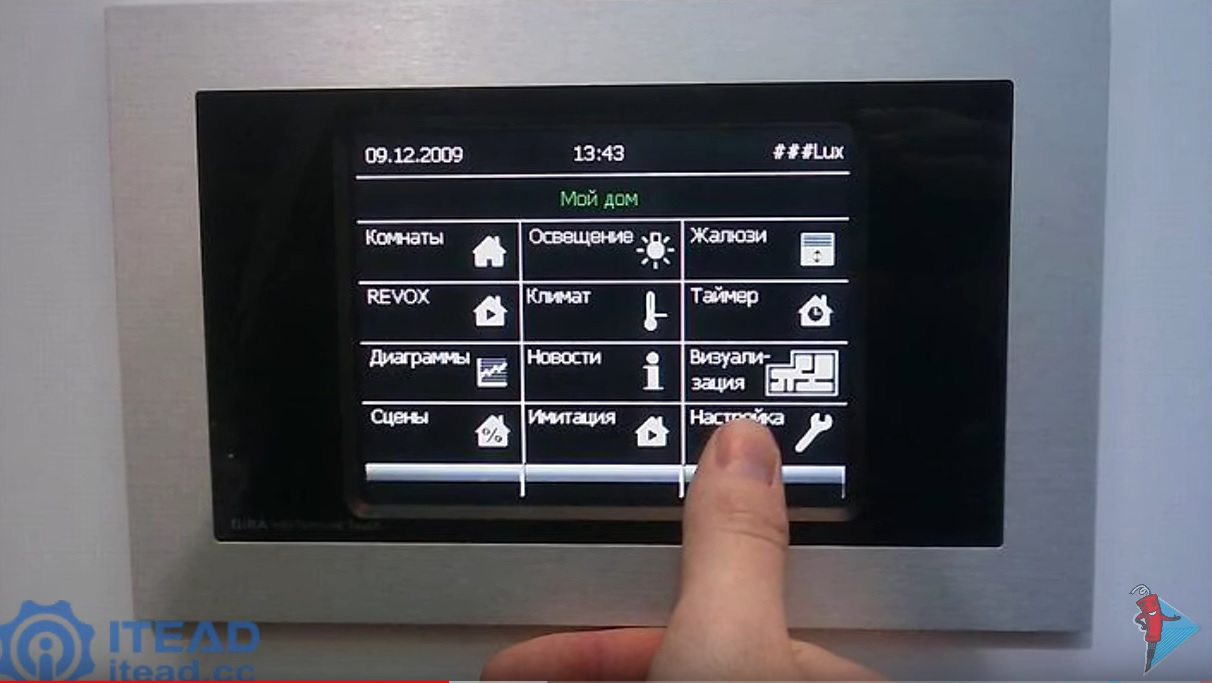 09.12.2009 13:43 ###Lux
Мой дом
Комнаты Освещение Жалюзи
REVOX Климат Таймер
Диаграммы Новости Визуали-
зация
Сцены Имитация Настройка
GIRA
ITEAD
itead.cc